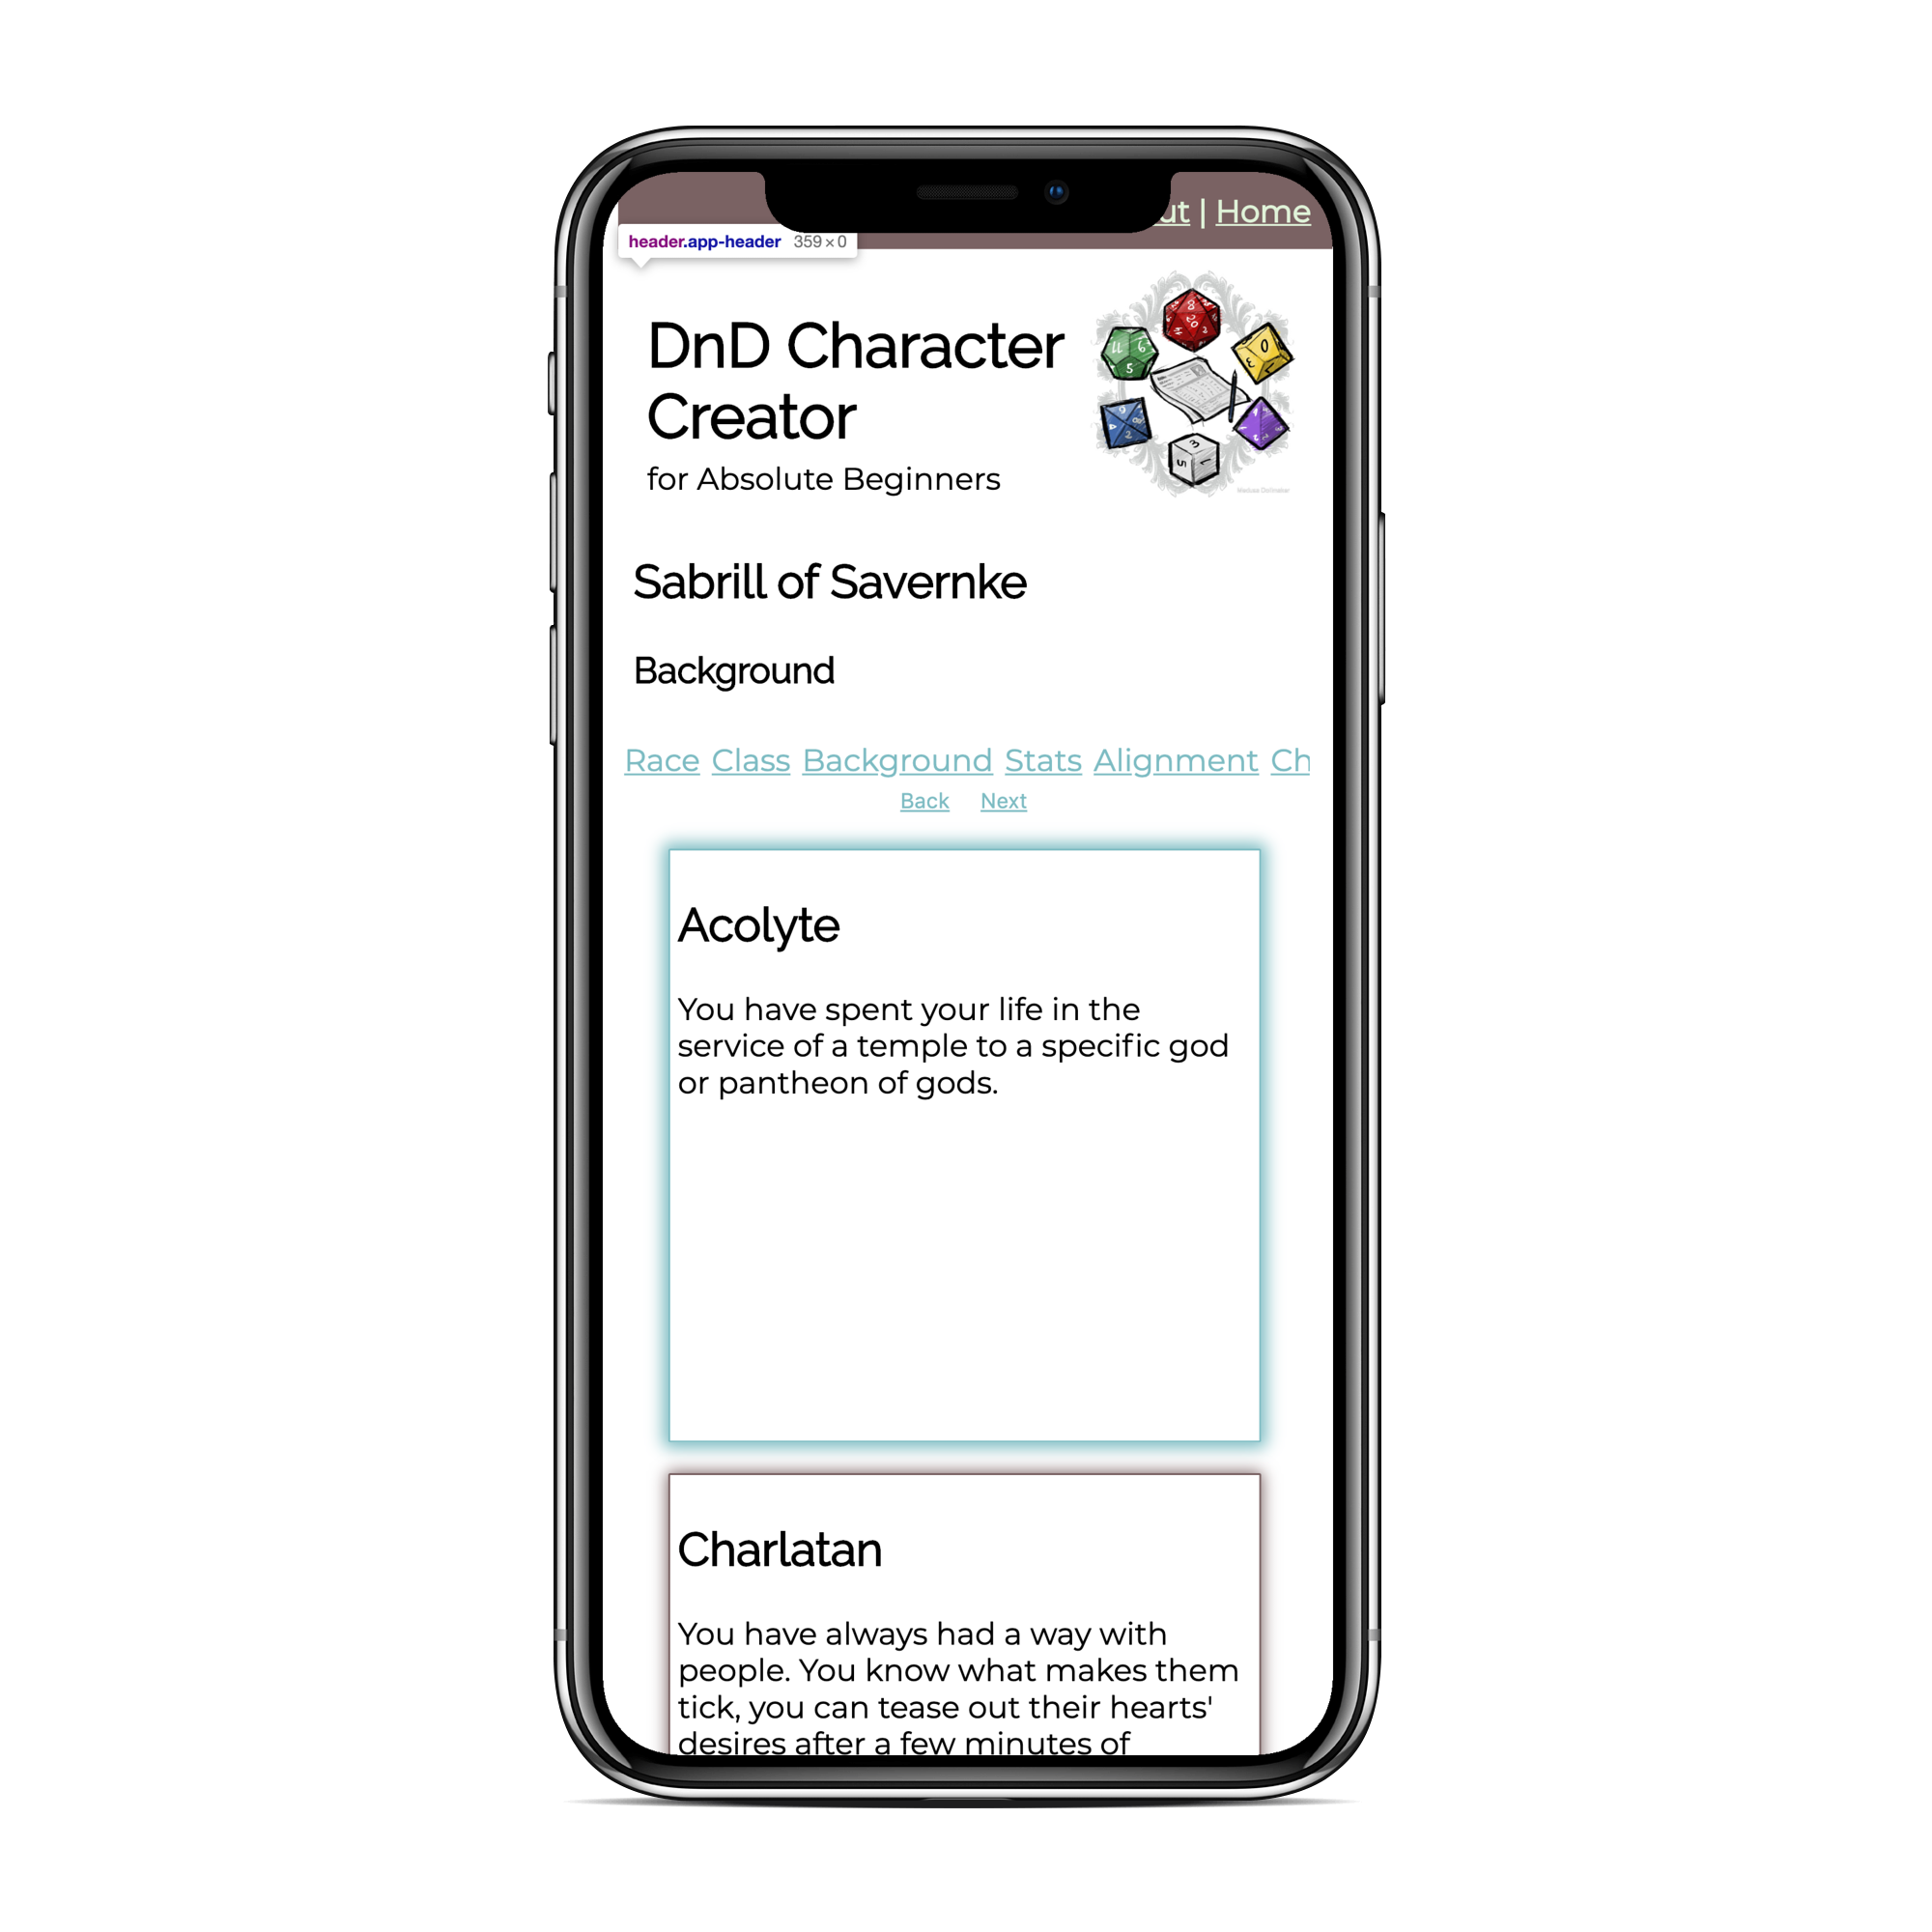 ut | Home
header.app-header 359 × 0
DnD Character
Creator
for Absolute Beginners
Sabrill of Savernke
Background
Race Class Background Stats Alignment Ch
Back Next
Acolyte
You have spent your life in the
service of a temple to a specific god
or pantheon of gods.
Charlatan
You have always had a way with
people. You know what makes them
tick, you can tease out their hearts'
desires after a few minutes of